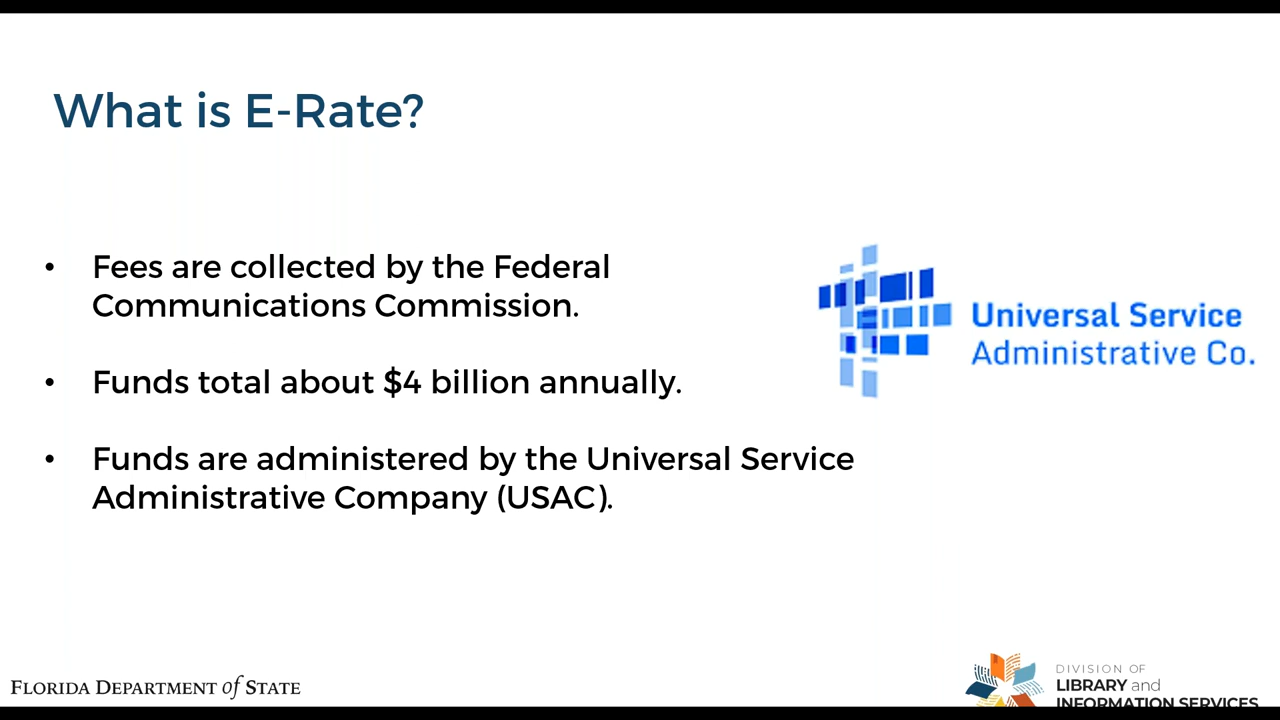 What is E-Rate?
• Fees are collected by the Federal
Communications Commission.
• Funds total about $4 billion annually.
• Funds are administered by the Universal Service
Administrative Company (USAC).
Universal Service
Administrative Co.
FLORIDA DEPARTMENT of STATE
DIVISION OF
LIBRARY and
INFORMATION SERVICES